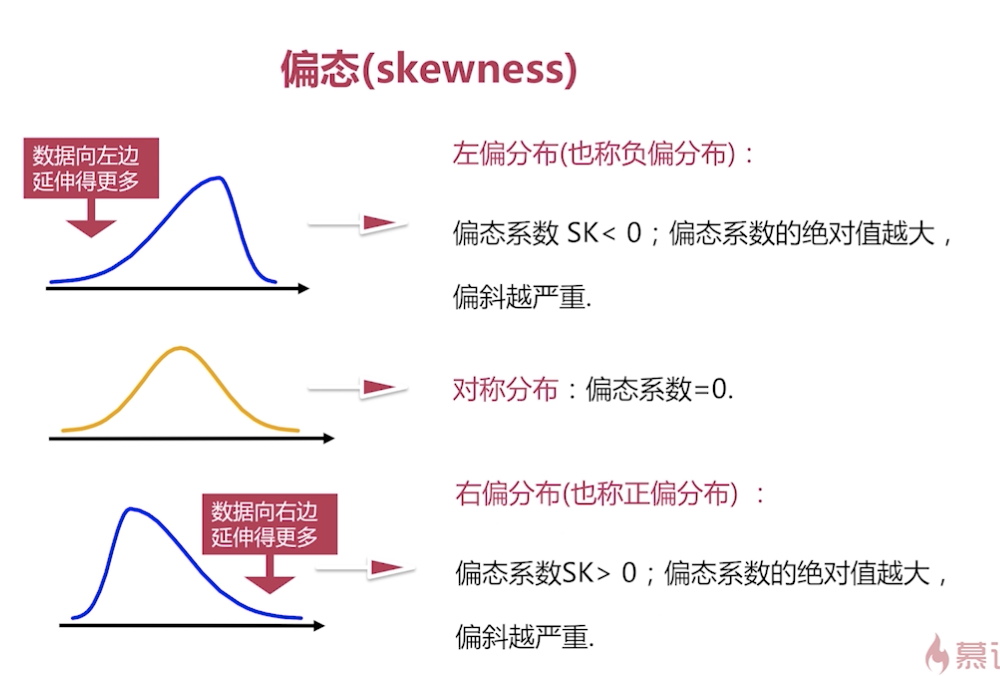 偏态(skewness)
数据向左边
延伸得更多
左偏分布(也称负偏分布)：
偏态系数 SK< 0；偏态系数的绝对值越大，
偏斜越严重.
对称分布：偏态系数=0.
右偏分布(也称正偏分布) ：
数据向右边
延伸得更多
偏态系数SK> 0；偏态系数的绝对值越大，
偏斜越严重.
慕